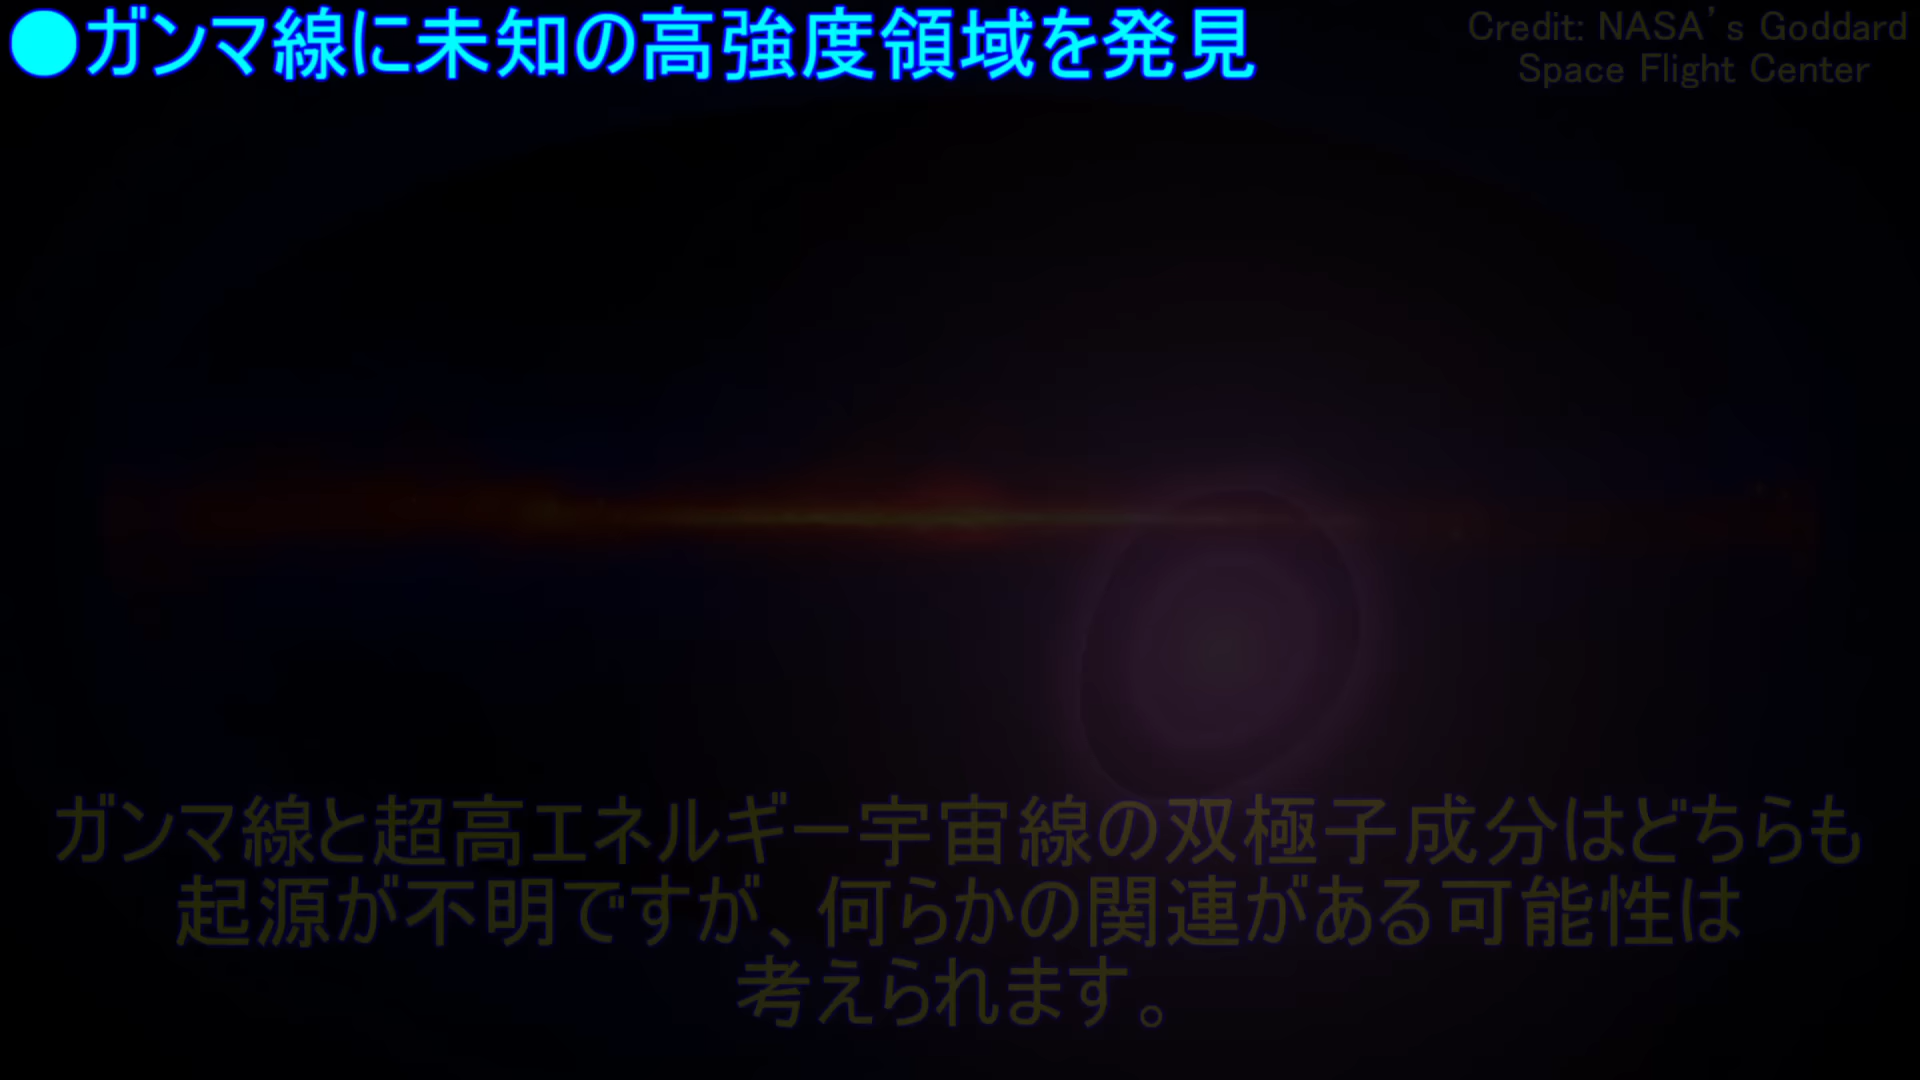 ●ガンマ線に未知の高強度領域を発見
Credit: NASA’s Goddard
Space Flight Center
ガンマ線と超高エネルギー宇宙線の双極子成分はどちらも
起源が不明ですが、何らかの関連がある可能性は
考えられます。